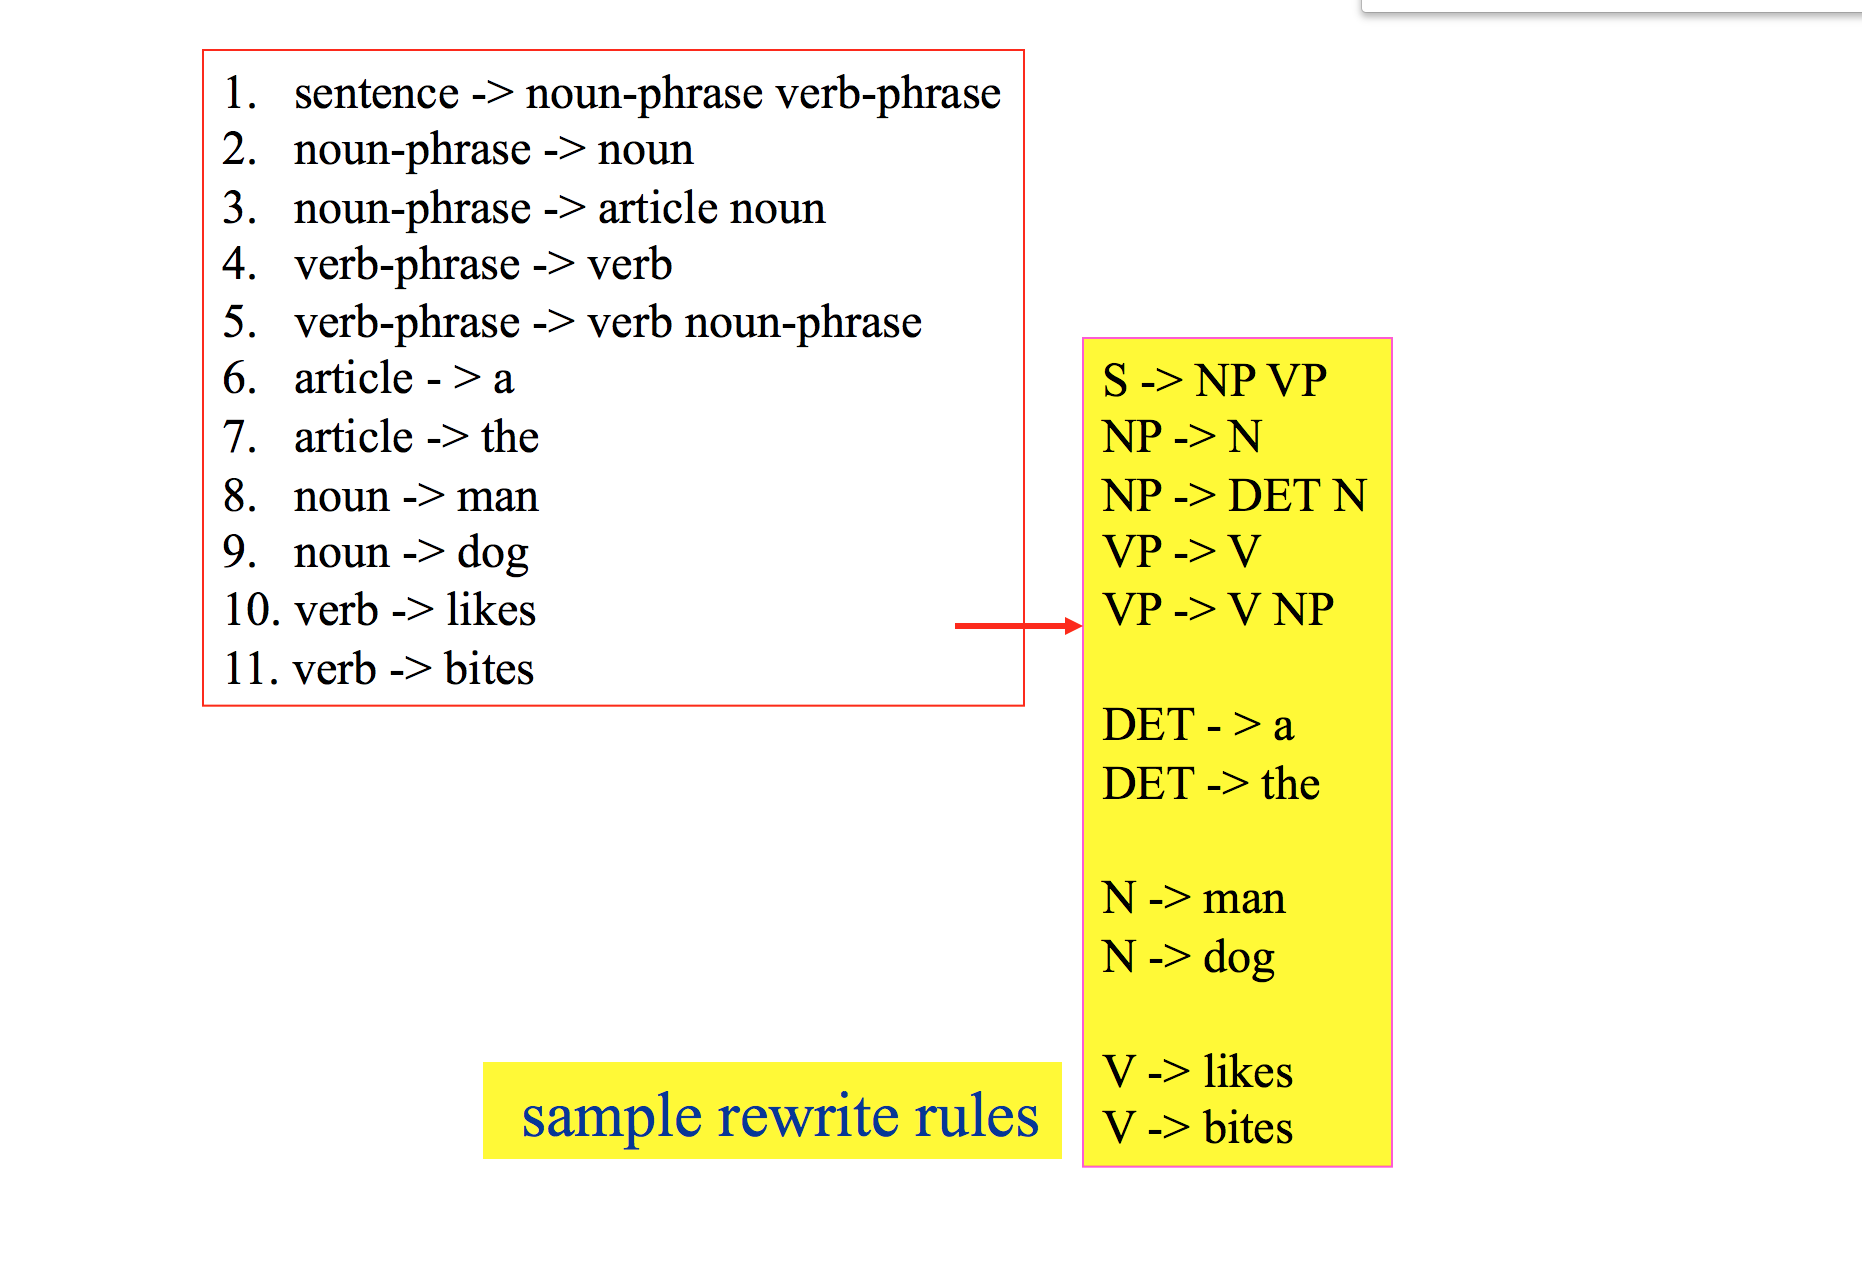 1. sentence -> noun-phrase verb-phrase
2. noun-phrase -> noun
3. noun-phrase -> article noun
4. verb-phrase -> verb
5. verb-phrase -> verb noun-phrase
6. article - > a
7. article -> the
8. noun -> man
9. noun -> dog
10. verb -> likes
11. verb -> bites
S -> NP VP
NP -> N
NP -> DET N
VP -> V
VP -> V NP
DET - > a
DET -> the
N -> man
N -> dog
V -> likes
V -> bites
sample rewrite rules